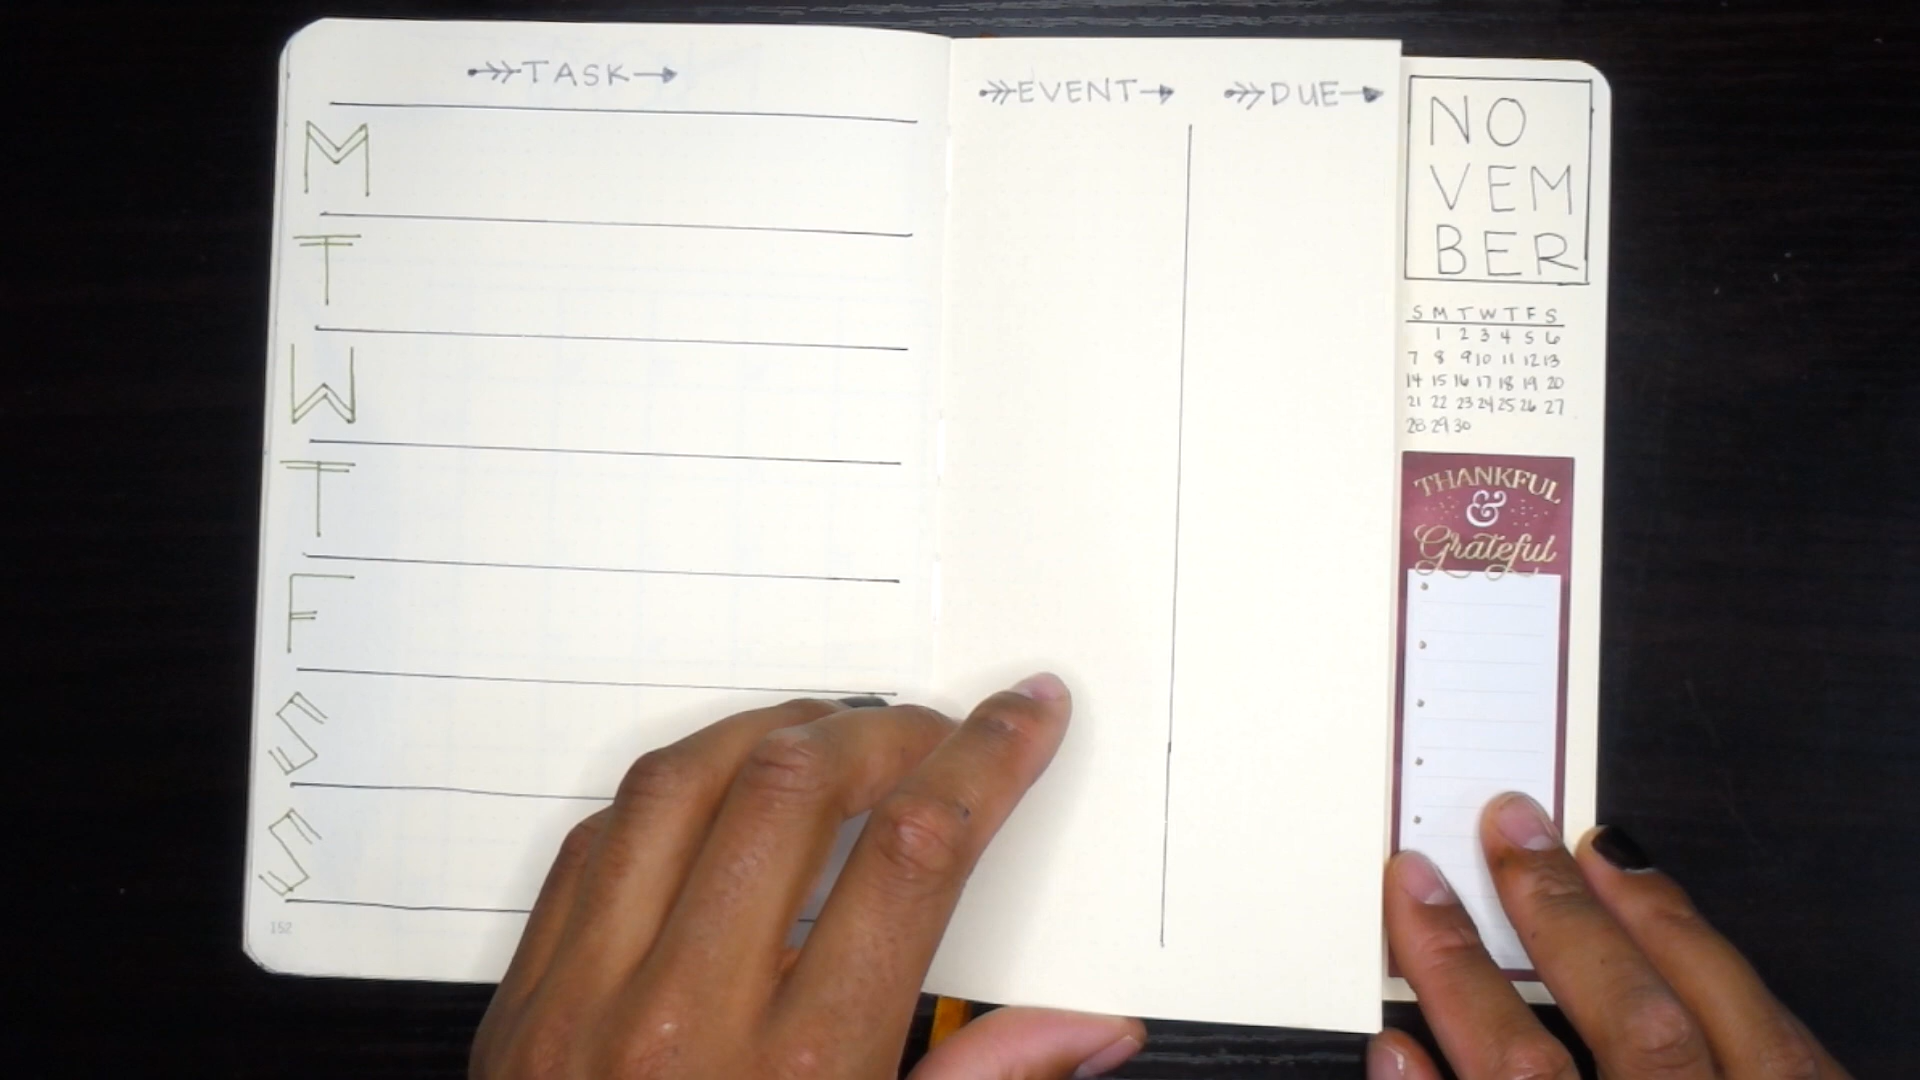 TASK
M
T
W
T
F
S
S
152
EVENT DUE
NO
VEM
BER
S M T W T F S
1 2 3 4 5 6
7 8 9 10 11 12 13
14 15 16 17 18 19 20
21 22 23 24 25 26 27
28 29 30
THANKFUL
&
Grateful